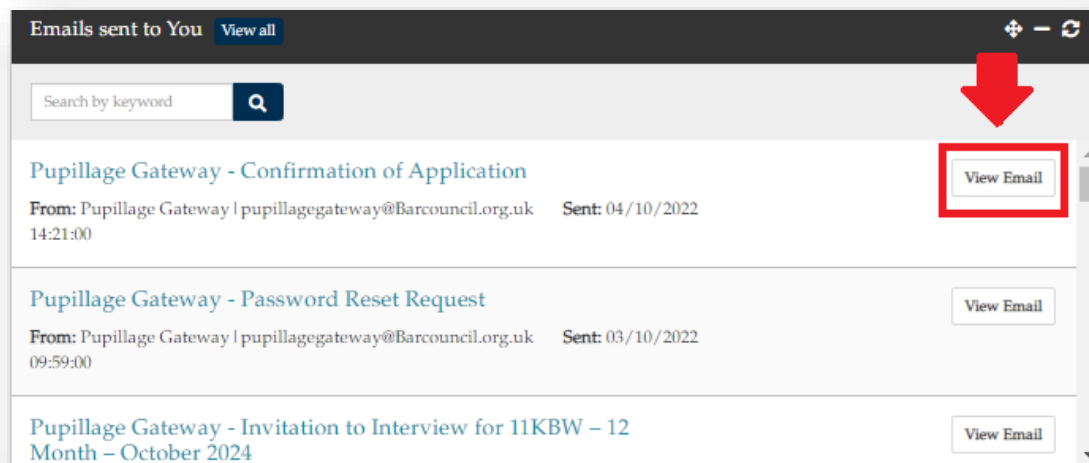 Emails sent to You View all
Search by keyword
Pupillage Gateway - Confirmation of Application
View Email
From: Pupillage Gateway | pupillagegateway@Barcouncil.org.uk Sent: 04/10/2022
14:21:00
Pupillage Gateway - Password Reset Request
View Email
From: Pupillage Gateway | pupillagegateway@Barcouncil.org.uk Sent: 03/10/2022
09:59:00
Pupillage Gateway - Invitation to Interview for 11KBW – 12
View Email
Month – October 2024